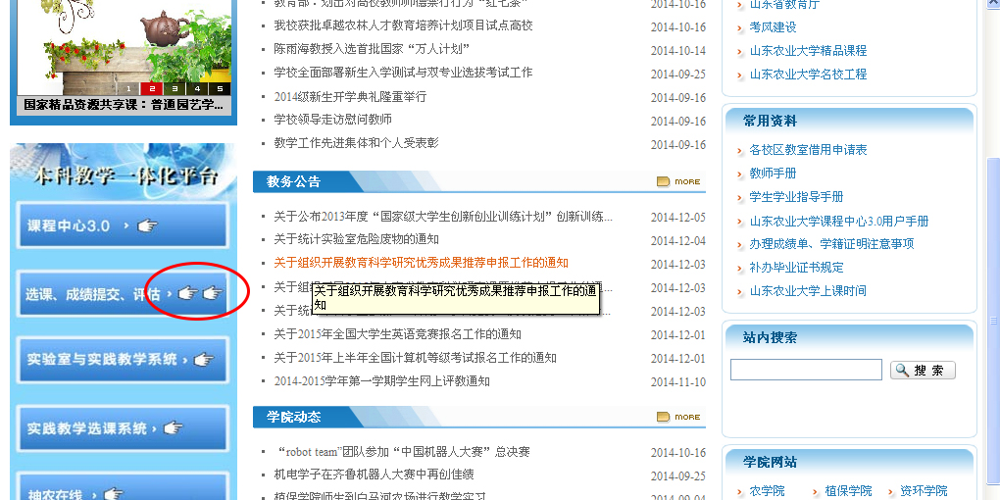 1 2 3 4 5
国家精品资源共享课：普通园艺学...
本科教学一体化平台
课程中心3.0 ›
选课、成绩提交、评估 ›
实验室与实践教学系统 ›
实践教学选课系统 ›
教育部：划出对高校教师师德禁行行为“红七条” 2014-10-16
我校获批卓越农林人才教育培养计划项目试点高校 2014-10-16
陈雨海教授入选首批国家“万人计划” 2014-10-14
学校全面部署新生入学测试与双专业选拔考试工作 2014-09-25
2014级新生开学典礼隆重举行 2014-09-16
学校领导走访慰问教师 2014-09-16
教学工作先进集体和个人受表彰 2014-09-16
教务公告 MORE
关于公布2013年度“国家级大学生创新创业训练计划”创新训练... 2014-12-05
关于统计实验室危险废物的通知 2014-12-04
关于组织开展教育科学研究优秀成果推荐申报工作的通知 2014-12-03
关于组 2014-12-03
关于组织开展教育科学研究优秀成果推荐申报工作的通
知
关于统 ... 2014-12-03
关于2015年全国大学生英语竞赛报名工作的通知 2014-12-01
关于2015年上半年全国计算机等级考试报名工作的通知 2014-12-01
2014-2015学年第一学期学生网上评教通知 2014-11-10
学院动态 MORE
“robot team”团队参加“中国机器人大赛”总决赛 2014-10-16
机电学子在齐鲁机器人大赛中再创佳绩 2014-09-25
植保学院师生到白马河农场进行教学实习 2014-09-04
山东省教育厅
考风建设
山东农业大学精品课程
山东农业大学名校工程
常用资料
各校区教室借用申请表
教师手册
学生学业指导手册
山东农业大学课程中心3.0用户手册
办理成绩单、学籍证明注意事项
补办毕业证书规定
山东农业大学上课时间
站内搜索
搜 索
学院网站
农学院 植保学院 资环学院